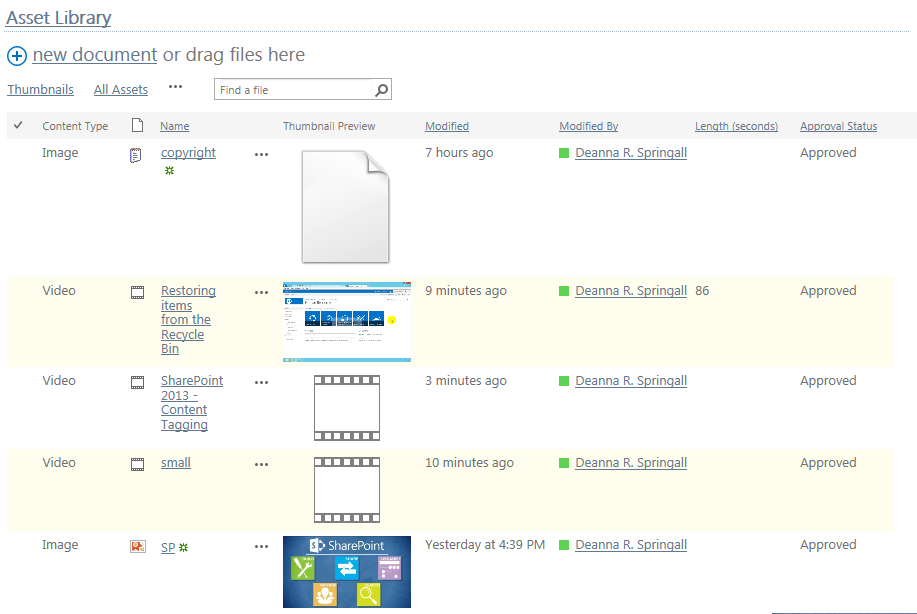 Asset Library
new document or drag files here
Thumbnails All Assets ••• Find a file
Content Type Name Thumbnail Preview Modified Modified By Length (seconds) Approval Status
Image copyright ••• 7 hours ago Deanna R. Springall Approved
Video Restoring ••• 9 minutes ago Deanna R. Springall 86 Approved
items
from the
Recycle
Bin
Video SharePoint ••• 3 minutes ago Deanna R. Springall Approved
2013 -
Content
Tagging
Video small ••• 10 minutes ago Deanna R. Springall Approved
Image SP ••• SharePoint Yesterday at 4:39 PM Deanna R. Springall Approved